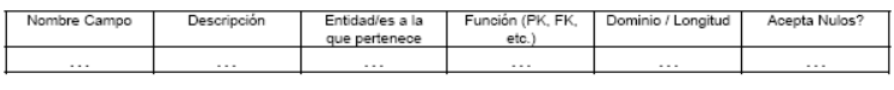 Nombre Campo
Descripción
Entidad/es a la
que pertenece
Función (PK, FK,
etc.)
Dominio / Longitud
Acepta Nulos?
...
...
...
...
...
...